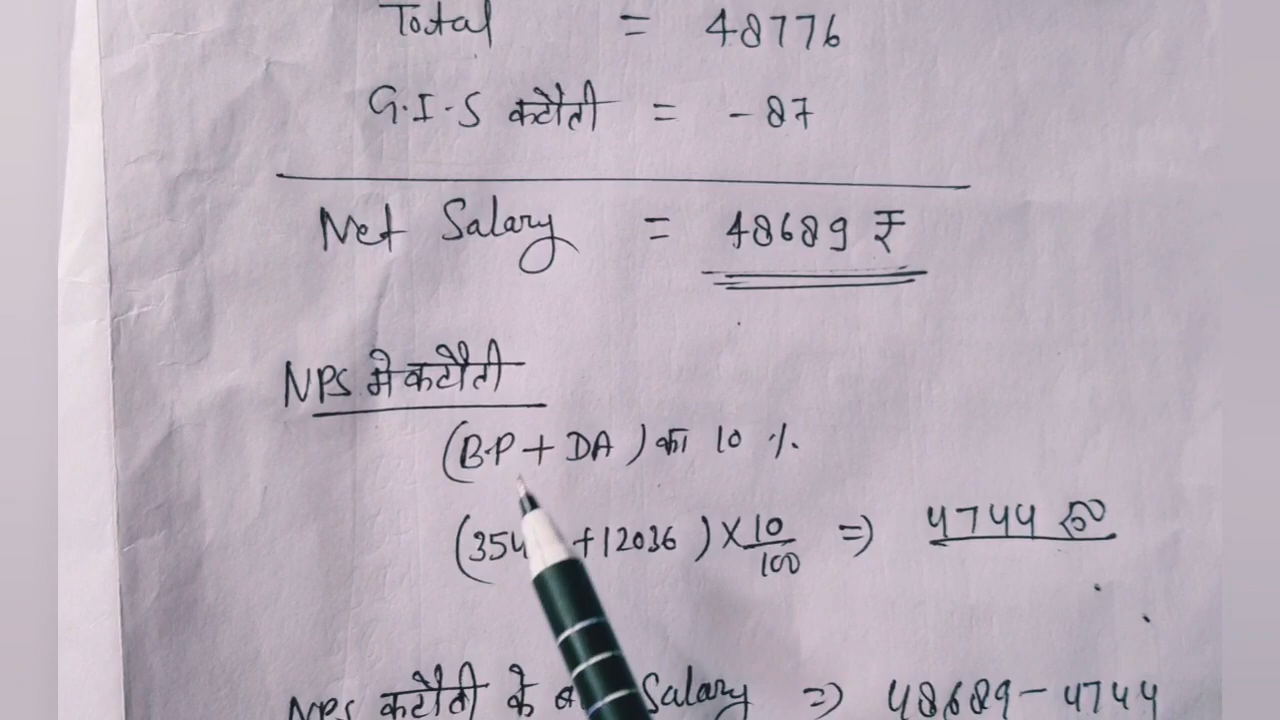 Total = 48776
G.I.S कटौती = - 87
Net Salary = 48689 ₹
NPS मे कटौती
(B.P + DA) का 10 %.
(354 +12036) × 10/100 => 4744 रू0
NPS कटौती के Salary => 48689 - 4744